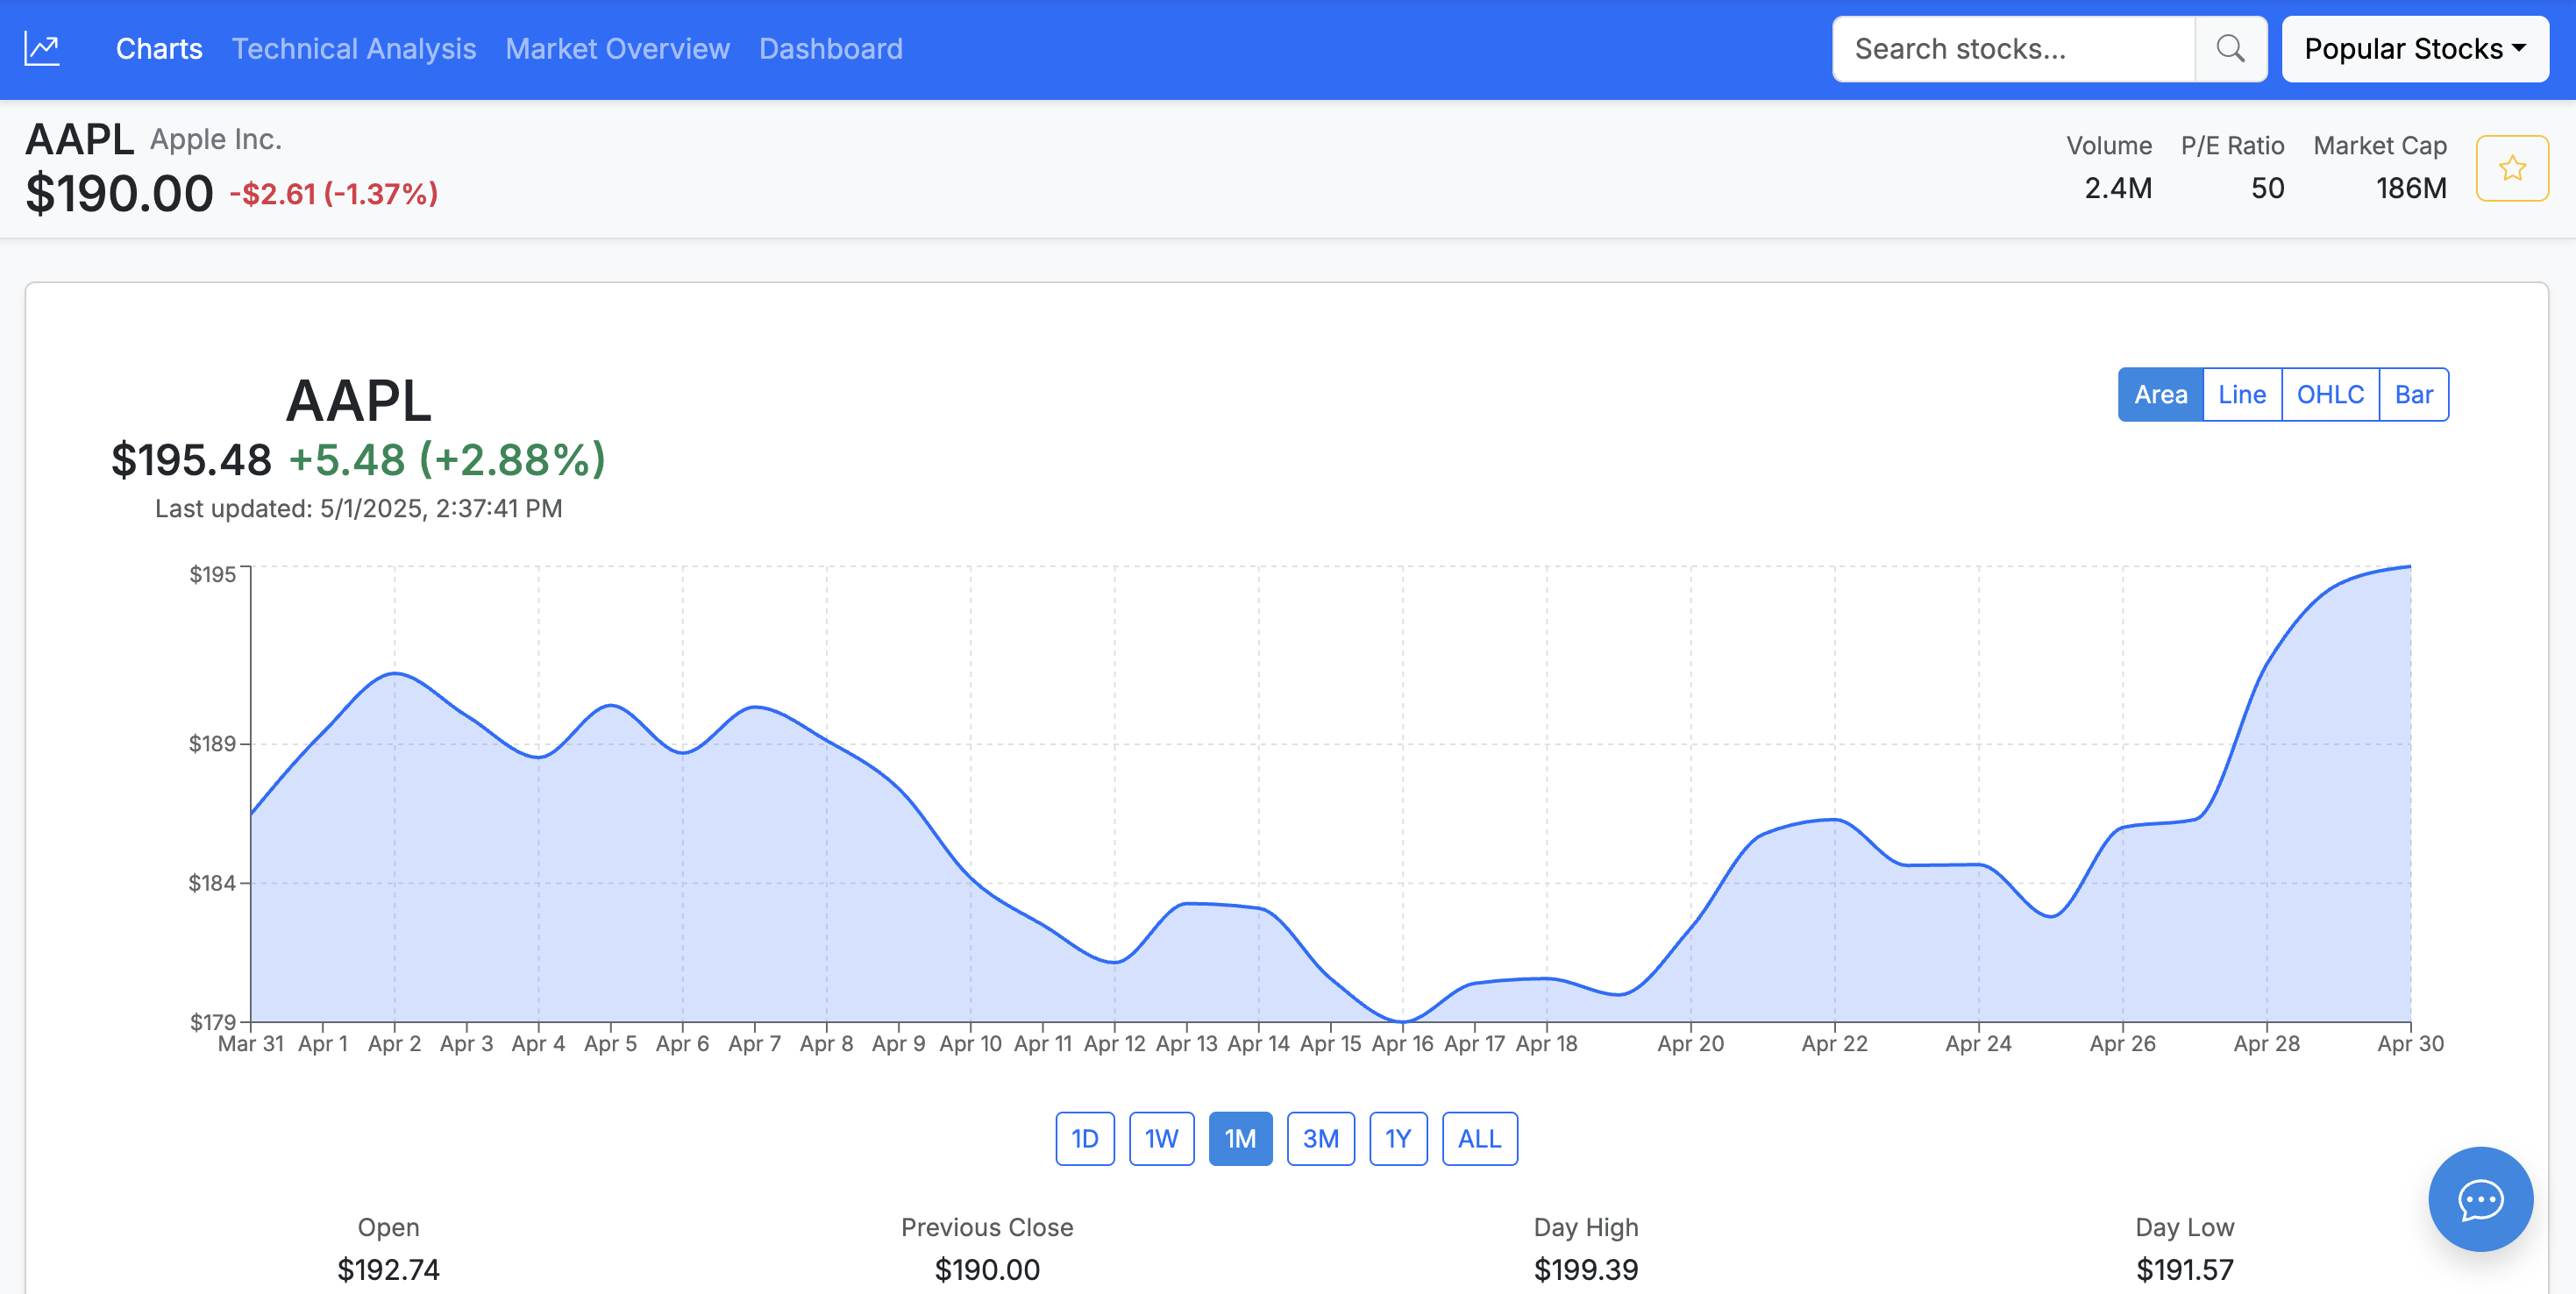 Charts Technical Analysis Market Overview Dashboard Search stocks... Popular Stocks
AAPL Apple Inc.
$190.00 -$2.61 (-1.37%)
Volume P/E Ratio Market Cap
2.4M 50 186M
AAPL
$195.48 +5.48 (+2.88%)
Last updated: 5/1/2025, 2:37:41 PM
Area Line OHLC Bar
$195
$189
$184
$179
Mar 31 Apr 1 Apr 2 Apr 3 Apr 4 Apr 5 Apr 6 Apr 7 Apr 8 Apr 9 Apr 10 Apr 11 Apr 12 Apr 13 Apr 14 Apr 15 Apr 16 Apr 17 Apr 18 Apr 20 Apr 22 Apr 24 Apr 26 Apr 28 Apr 30
1D 1W 1M 3M 1Y ALL
Open Previous Close Day High Day Low
$192.74 $190.00 $199.39 $191.57